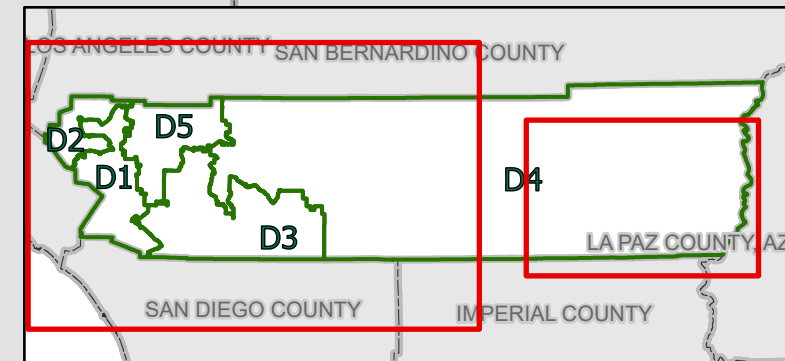 LOS ANGELES COUNTY
SAN BERNARDINO COUNTY
D2
D5
D1
D4
D3
LA PAZ COUNTY, AZ
SAN DIEGO COUNTY
IMPERIAL COUNTY